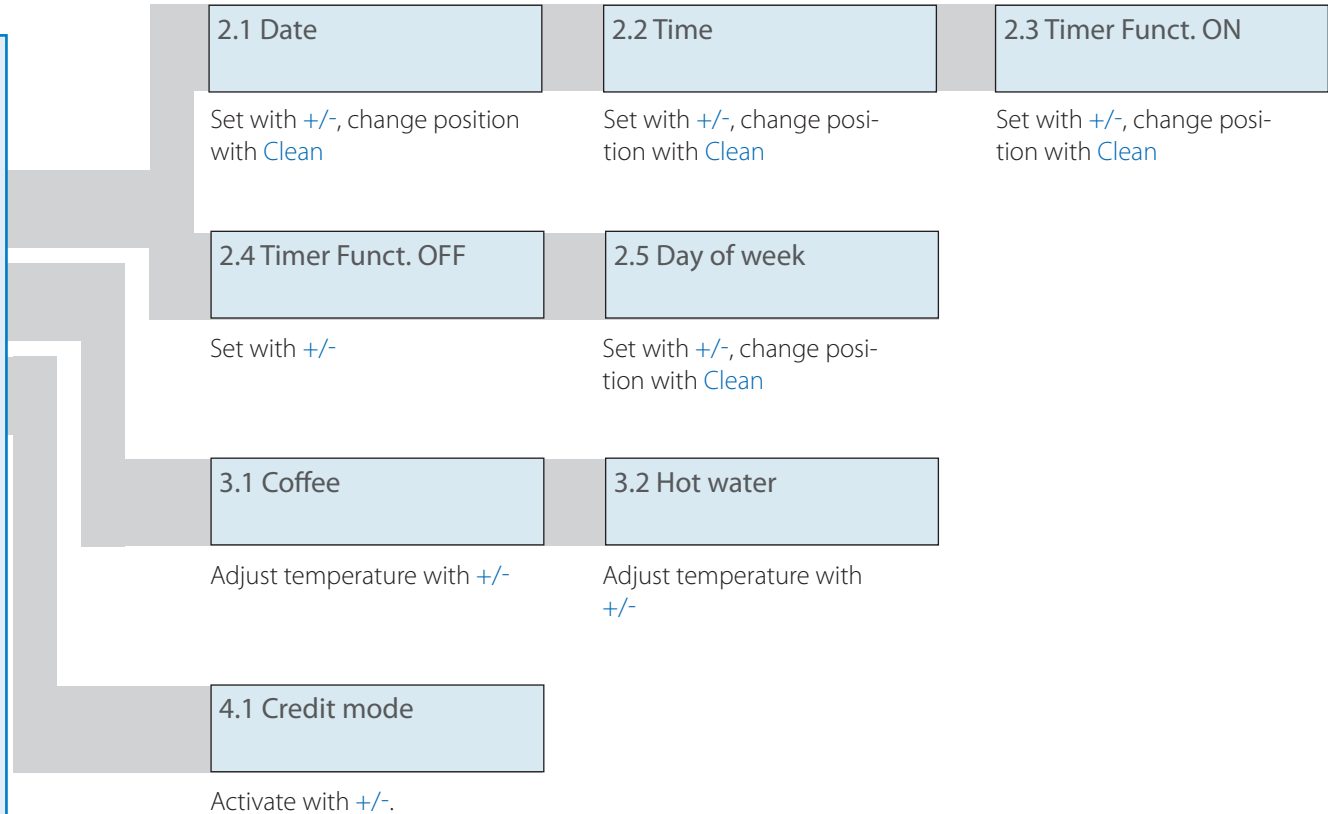 2.1 Date
2.2 Time
2.3 Timer Funct. ON
Set with +/-, change position
with Clean
Set with +/-, change posi-
tion with Clean
Set with +/-, change posi-
tion with Clean
2.4 Timer Funct. OFF
2.5 Day of week
Set with +/-
Set with +/-, change posi-
tion with Clean
3.1 Coffee
3.2 Hot water
Adjust temperature with +/-
Adjust temperature with
+/-
4.1 Credit mode
Activate with +/-.